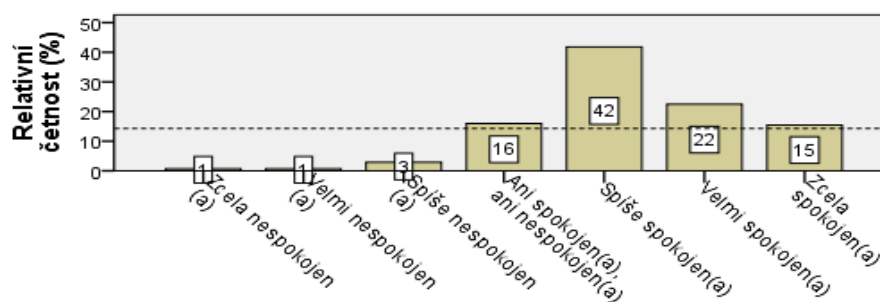 Relativní
četnost (%)
50
40
30
20
10
0
1
1
3
16
42
22
15
Zcela nespokojen
(a)
Velmi nespokojen
(a)
Spíše nespokojen
(a)
Ani spokojen(a),
ani nespokojen(a)
Spíše spokojen(a)
Velmi spokojen(a)
Zcela
spokojen(a)